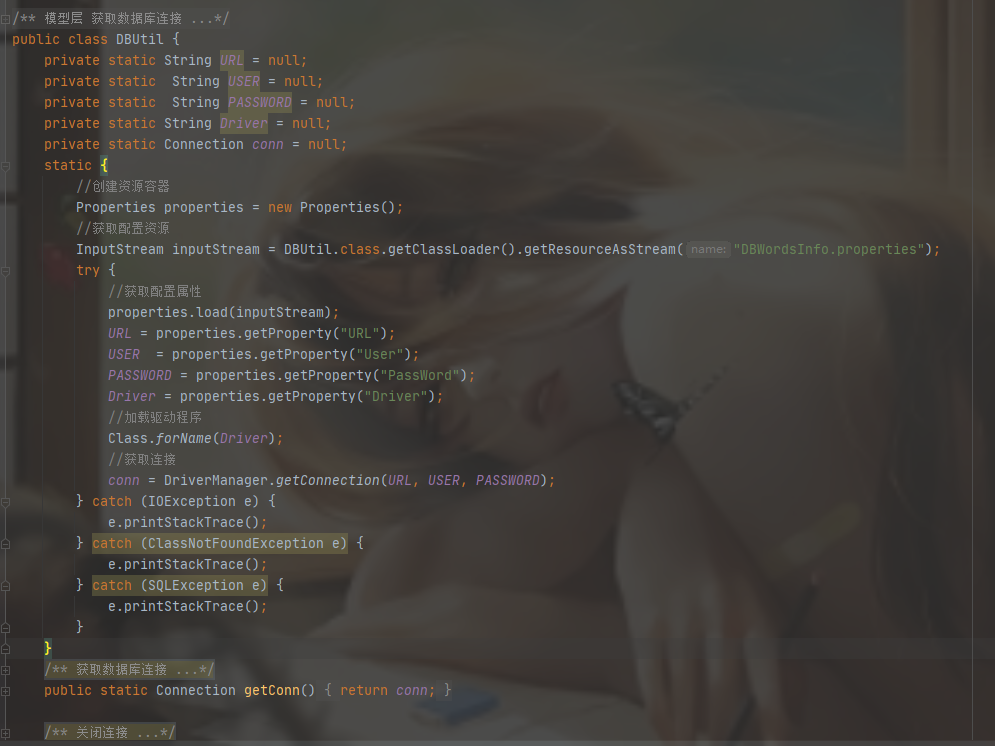 /** 模型层 获取数据库连接 ...*/
public class DBUtil {
    private static String URL = null;
    private static  String USER = null;
    private static  String PASSWORD = null;
    private static String Driver = null;
    private static Connection conn = null;
    static {
        //创建资源容器
        Properties properties = new Properties();
        //获取配置资源
        InputStream inputStream = DBUtil.class.getClassLoader().getResourceAsStream( name: "DBWordsInfo.properties");
        try {
            //获取配置属性
            properties.load(inputStream);
            URL = properties.getProperty("URL");
            USER  = properties.getProperty("User");
            PASSWORD = properties.getProperty("PassWord");
            Driver = properties.getProperty("Driver");
            //加载驱动程序
            Class.forName(Driver);
            //获取连接
            conn = DriverManager.getConnection(URL, USER, PASSWORD);
        } catch (IOException e) {
            e.printStackTrace();
        } catch (ClassNotFoundException e) {
            e.printStackTrace();
        } catch (SQLException e) {
            e.printStackTrace();
        }
    }
    /** 获取数据库连接 ...*/
    public static Connection getConn() { return conn; }
    /** 关闭连接 ...*/